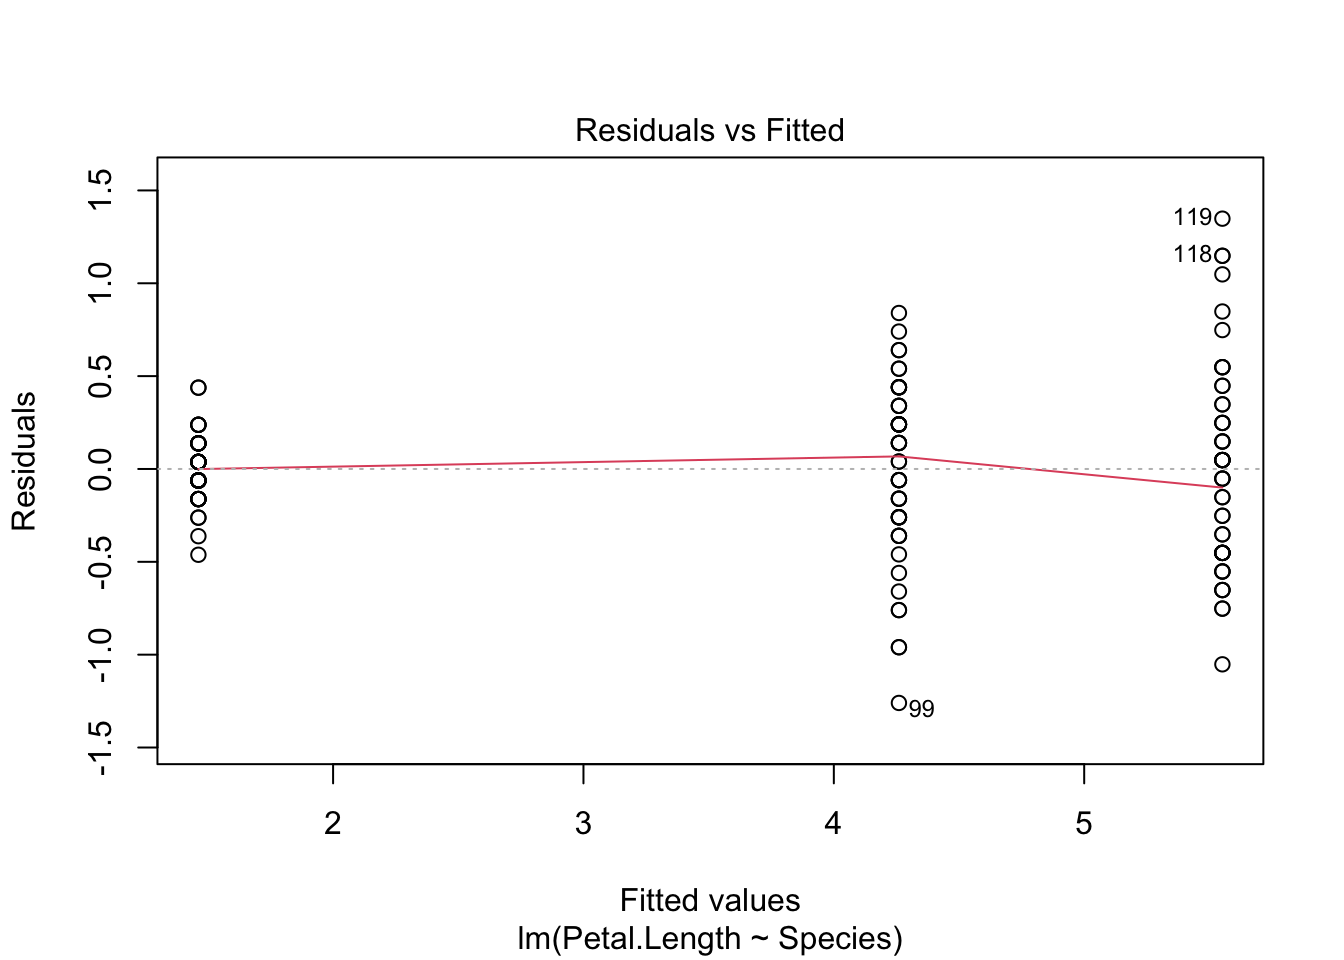 Residuals vs Fitted
Residuals
1.5
1.0
0.5
0.0
-0.5
-1.0
-1.5
119
118
99
2 3 4 5
Fitted values
lm(Petal.Length ~ Species)